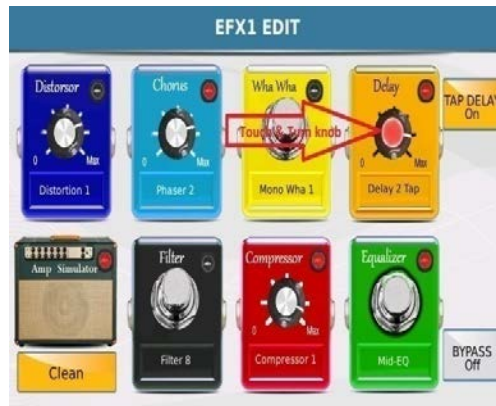 EFX1 EDIT
Distorsor
Chorus
Wha Wha
Delay
TAP DELAY
On
Touch & Turn knob
0 Max
0 Max
0 Max
Distortion 1
Phaser 2
Mono Wha 1
Delay 2 Tap
Amp Simulator
Filter
Compressor
Equalizer
0 Max
Clean
Filter 8
Compressor 1
Mid-EQ
BYPASS
Off